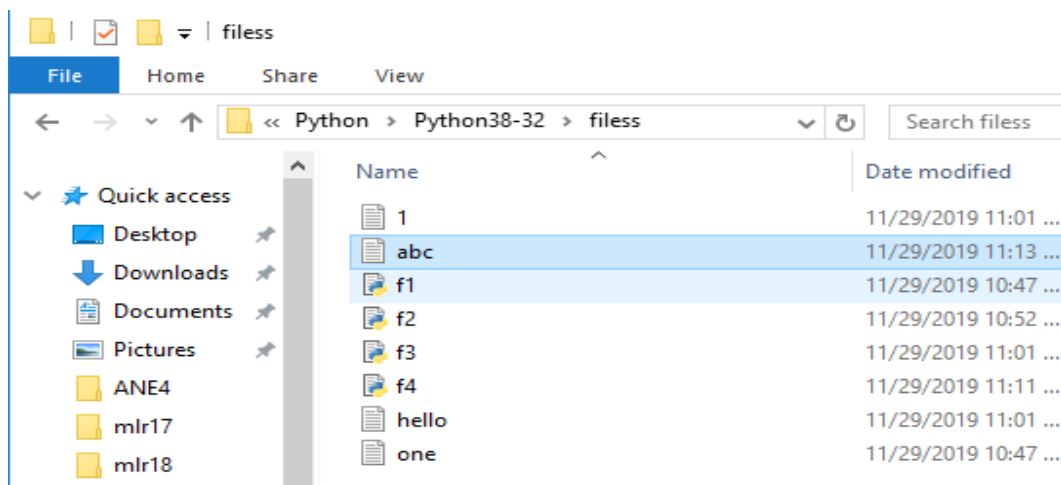 filess
File Home Share View
« Python > Python38-32 > filess Search filess
Name Date modified
Quick access
Desktop
Downloads
Documents
Pictures
ANE4
mlr17
mlr18
1 11/29/2019 11:01 ...
abc 11/29/2019 11:13 ...
f1 11/29/2019 10:47 ...
f2 11/29/2019 10:52 ...
f3 11/29/2019 11:01 ...
f4 11/29/2019 11:11 ...
hello 11/29/2019 11:01 ...
one 11/29/2019 10:47 ...